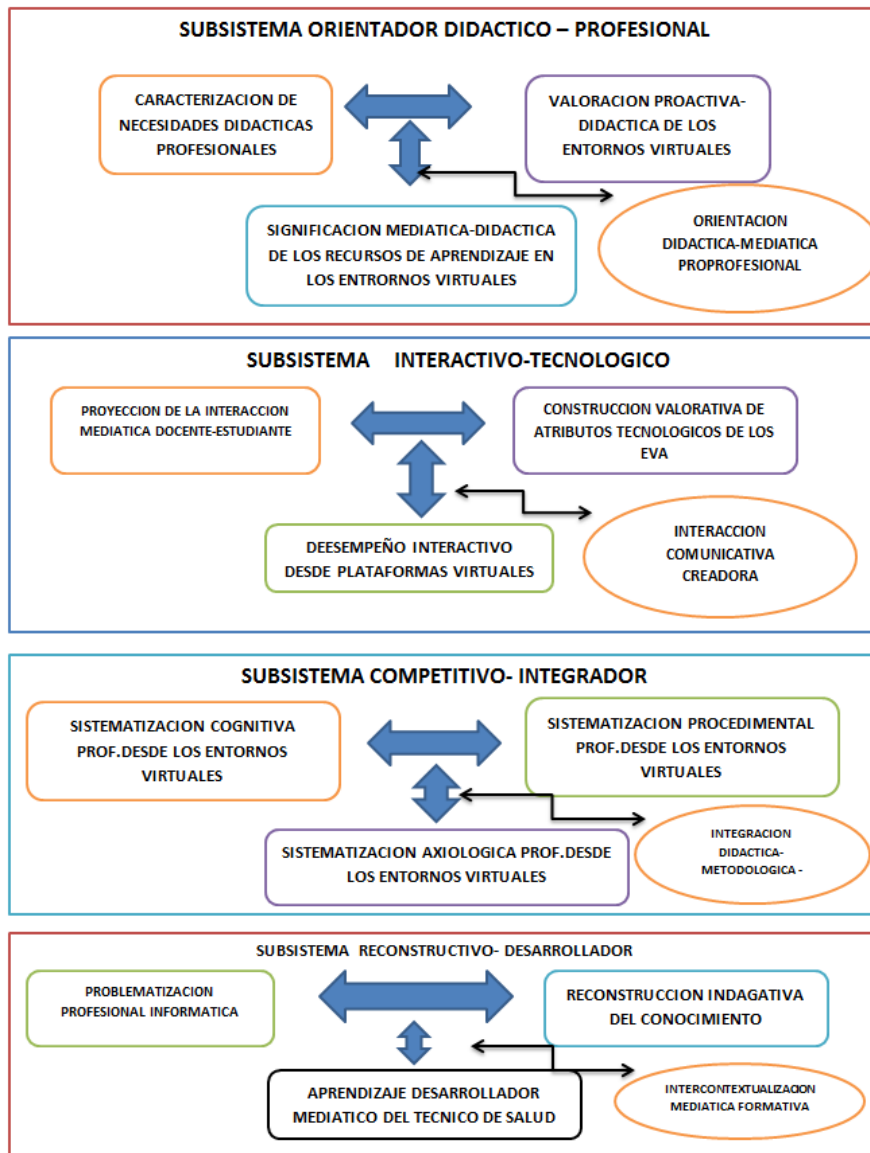 SUBSISTEMA ORIENTADOR DIDACTICO – PROFESIONAL
CARACTERIZACION DE
NECESIDADES DIDACTICAS
PROFESIONALES
VALORACION PROACTIVA-
DIDACTICA DE LOS
ENTORNOS VIRTUALES
SIGNIFICACION MEDIATICA-DIDACTICA
DE LOS RECURSOS DE APRENDIZAJE EN
LOS ENTRORNOS VIRTUALES
ORIENTACION
DIDACTICA-MEDIATICA
PROPROFESIONAL
SUBSISTEMA INTERACTIVO-TECNOLOGICO
PROYECCION DE LA INTERACCION
MEDIATICA DOCENTE-ESTUDIANTE
CONSTRUCCION VALORATIVA DE
ATRIBUTOS TECNOLOGICOS DE LOS
EVA
DEESEMPEÑO INTERACTIVO
DESDE PLATAFORMAS VIRTUALES
INTERACCION
COMUNICATIVA
CREADORA
SUBSISTEMA COMPETITIVO- INTEGRADOR
SISTEMATIZACION COGNITIVA
PROF.DESDE LOS ENTORNOS
VIRTUALES
SISTEMATIZACION PROCEDIMENTAL
PROF.DESDE LOS ENTORNOS
VIRTUALES
SISTEMATIZACION AXIOLOGICA PROF.DESDE
LOS ENTORNOS VIRTUALES
INTEGRACION
DIDACTICA-
METODOLOGICA -
SUBSISTEMA RECONSTRUCTIVO- DESARROLLADOR
PROBLEMATIZACION
PROFESIONAL INFORMATICA
RECONSTRUCCION INDAGATIVA
DEL CONOCIMIENTO
APRENDIZAJE DESARROLLADOR
MEDIATICO DEL TECNICO DE SALUD
INTERCONTEXTUALIZACION
MEDIATICA FORMATIVA